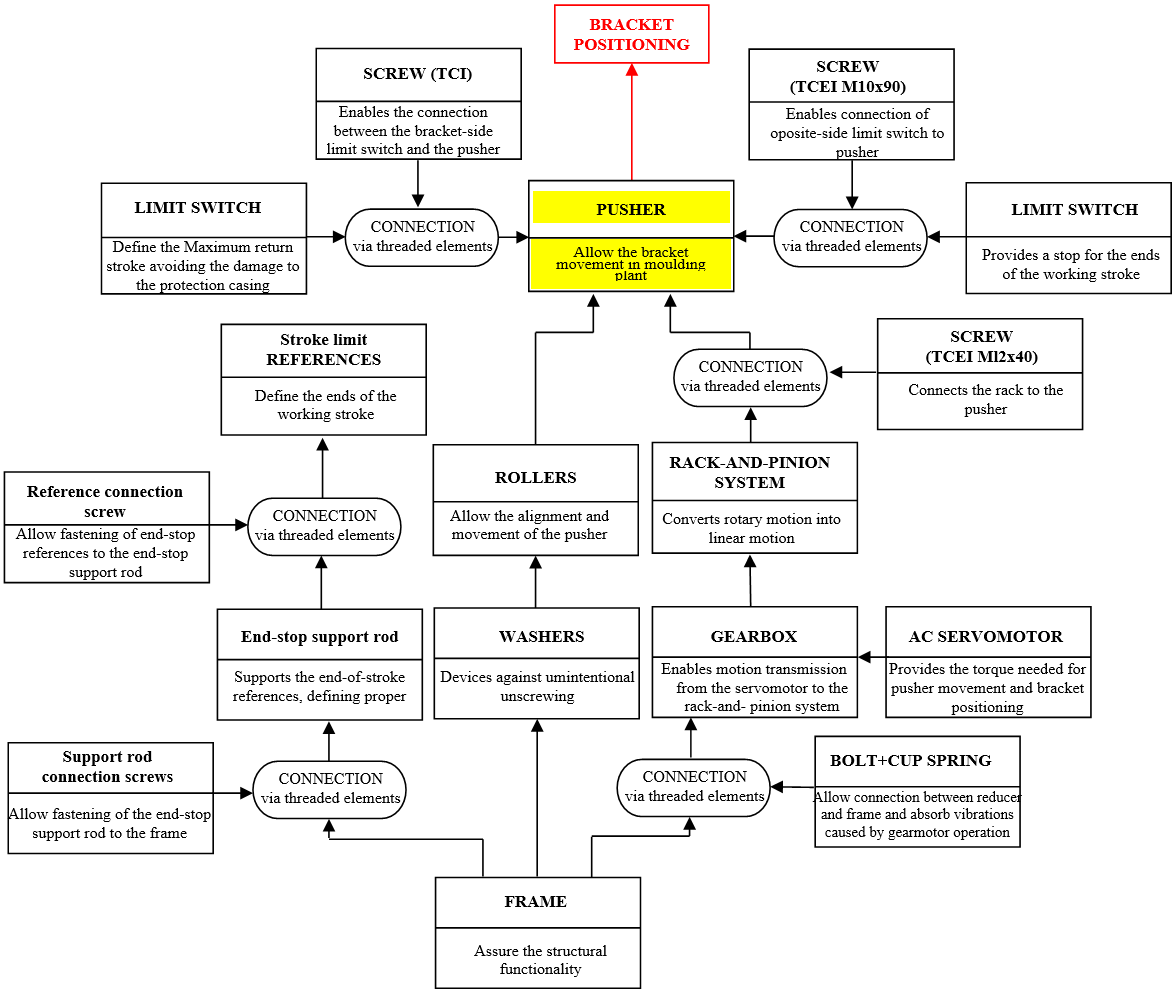 BRACKET
POSITIONING
SCREW (TCI)
Enables the connection
between the bracket-side
limit switch and the pusher
SCREW
(TCEI M10x90)
Enables connection of
oposite-side limit switch to
pusher
LIMIT SWITCH
Define the Maximum return
stroke avoiding the damage to
the protection casing
CONNECTION
via threaded elements
PUSHER
Allow the bracket
movement in moulding
plant
CONNECTION
via threaded elements
LIMIT SWITCH
Provides a stop for the ends
of the working stroke
Stroke limit
REFERENCES
Define the ends of the
working stroke
CONNECTION
via threaded elements
SCREW
(TCEI Ml2x40)
Connects the rack to the
pusher
Reference connection
screw
Allow fastening of end-stop
references to the end-stop
support rod
CONNECTION
via threaded elements
ROLLERS
Allow the alignment and
movement of the pusher
RACK-AND-PINION
SYSTEM
Converts rotary motion into
linear motion
End-stop support rod
Supports the end-of-stroke
references, defining proper
WASHERS
Devices against umintentional
unscrewing
GEARBOX
Enables motion transmission
from the servomotor to the
rack-and- pinion system
AC SERVOMOTOR
Provides the torque needed for
pusher movement and bracket
positioning
Support rod
connection screws
Allow fastening of the end-stop
support rod to the frame
CONNECTION
via threaded elements
CONNECTION
via threaded elements
BOLT+CUP SPRING
Allow connection between reducer
and frame and absorb vibrations
caused by gearmotor operation
FRAME
Assure the structural
functionality